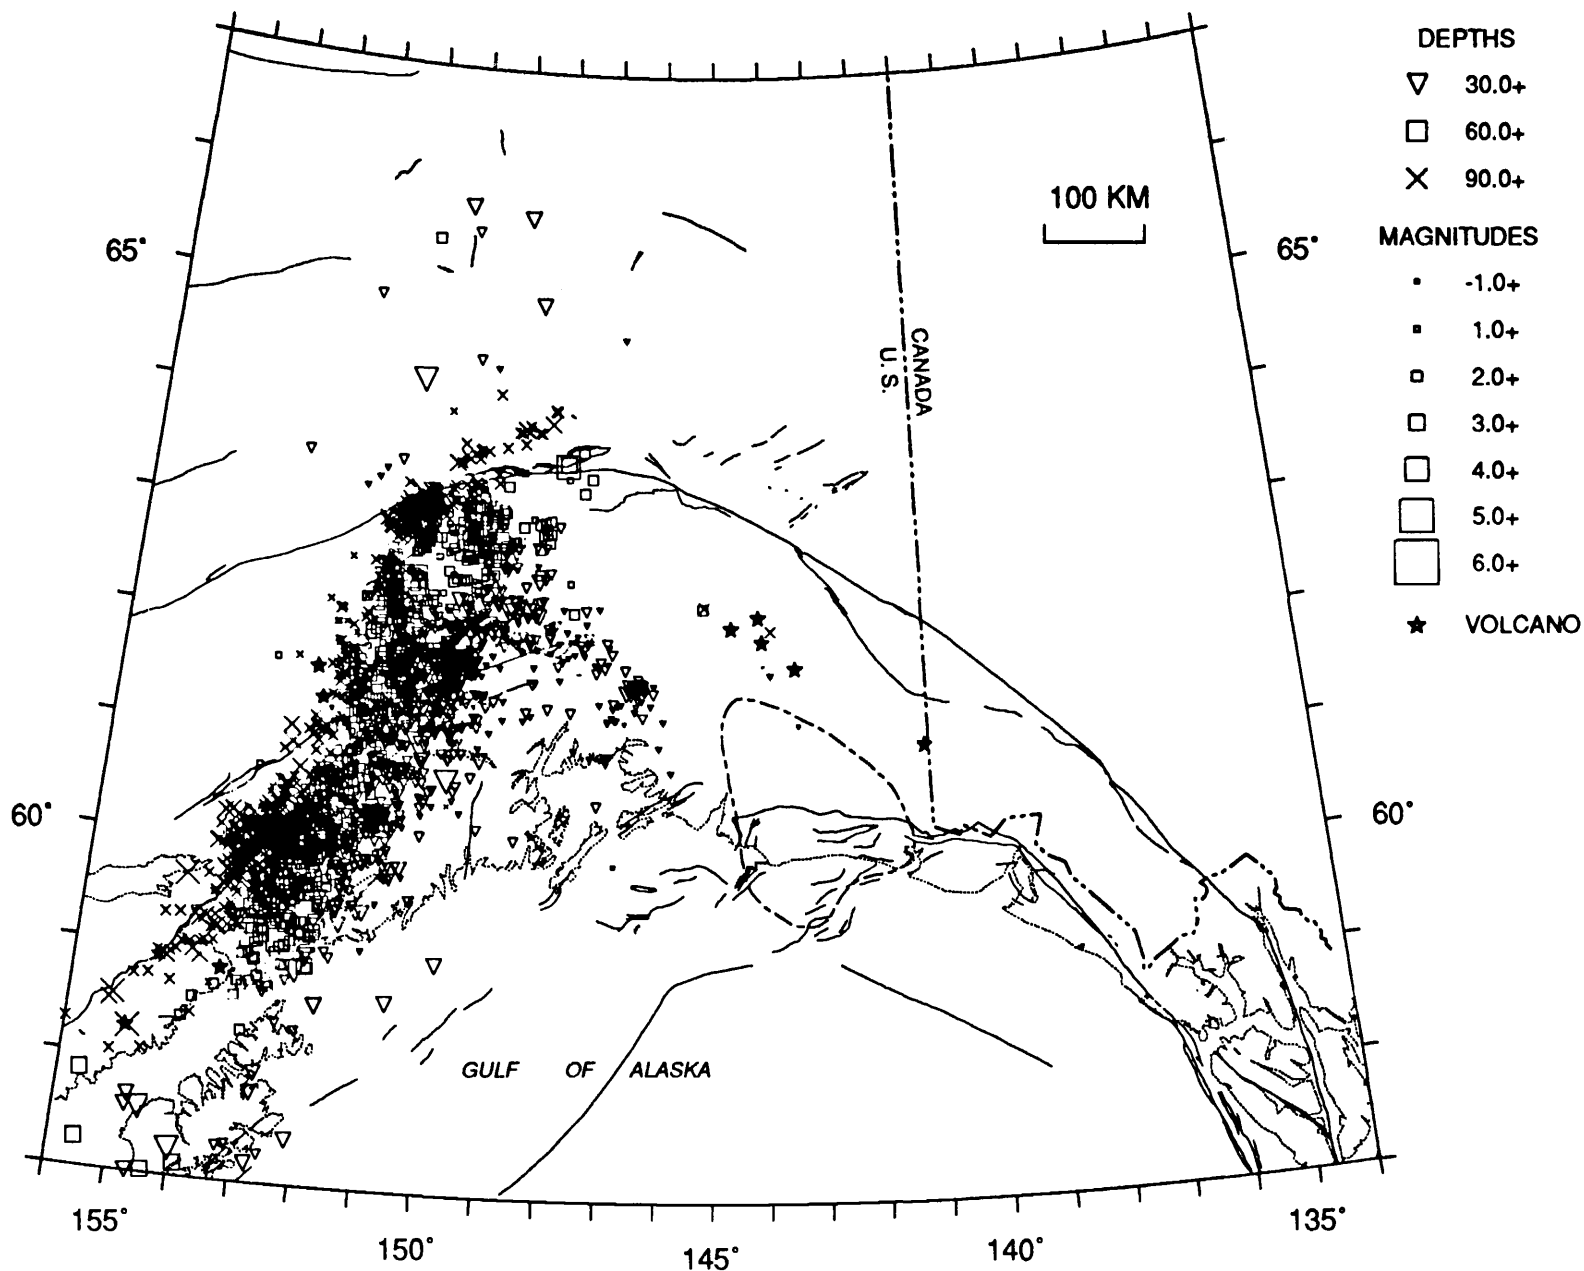 DEPTHS
30.0+
60.0+
90.0+
MAGNITUDES
-1.0+
1.0+
2.0+
3.0+
4.0+
5.0+
6.0+
VOLCANO
100 KM
65°
65°
CANADA
U.S.
60°
60°
GULF OF ALASKA
155°
150°
145°
140°
135°